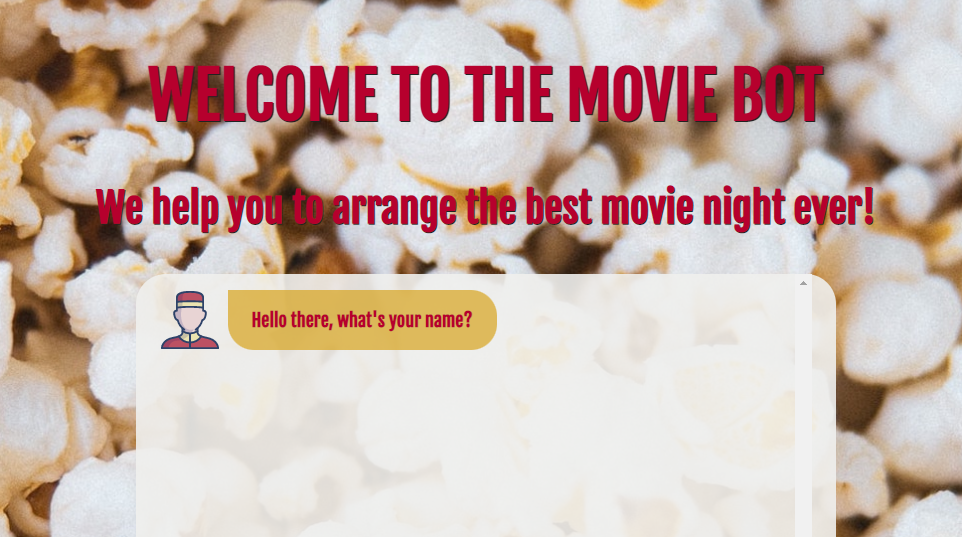 WELCOME TO THE MOVIE BOT
We help you to arrange the best movie night ever!
Hello there, what's your name?